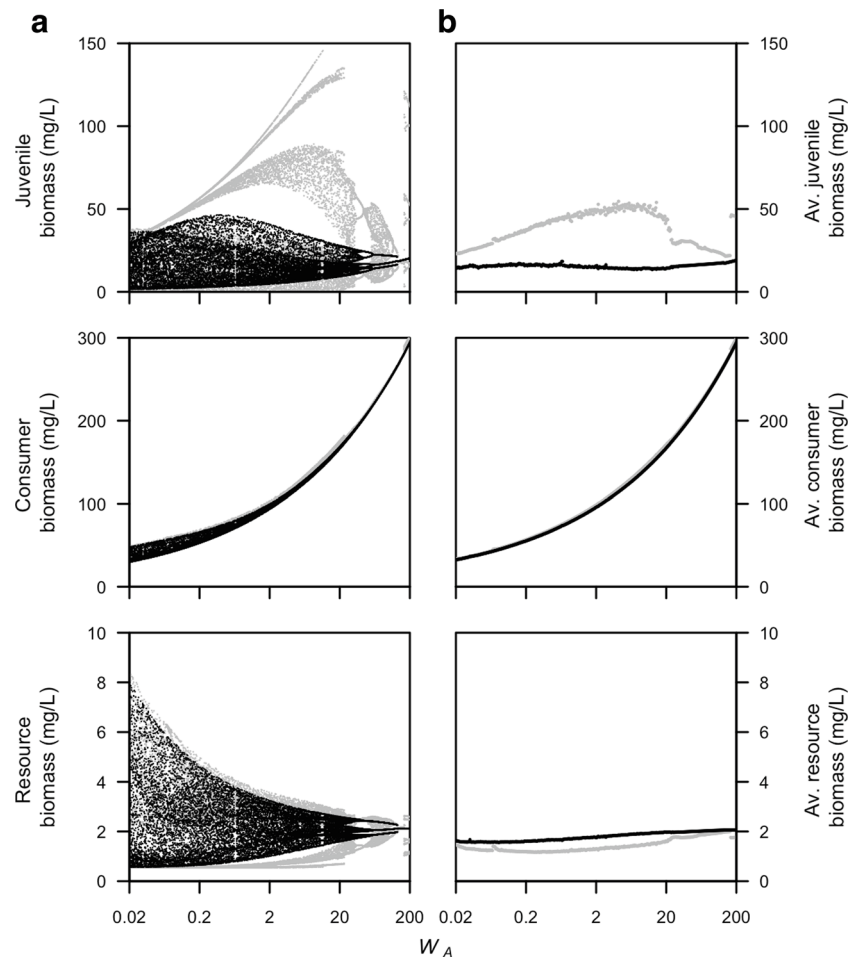 a
b
Juvenile
biomass (mg/L)
150
100
50
0
150
100
50
0
Av. juvenile
biomass (mg/L)
Consumer
biomass (mg/L)
300
200
100
0
300
200
100
0
Av. consumer
biomass (mg/L)
Resource
biomass (mg/L)
10
8
6
4
2
0
10
8
6
4
2
0
Av. resource
biomass (mg/L)
0.02 0.2 2 20 200
0.02 0.2 2 20 200
W A